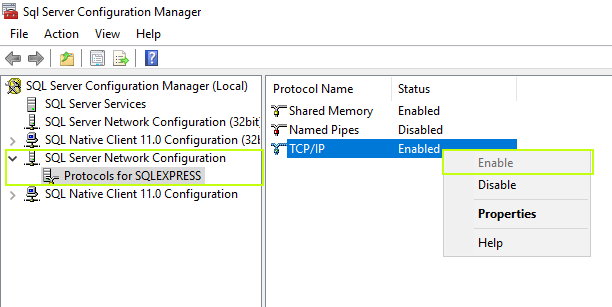 Sql Server Configuration Manager
File Action View Help
SQL Server Configuration Manager (Local)
SQL Server Services
SQL Server Network Configuration (32bit)
SQL Native Client 11.0 Configuration (32b
SQL Server Network Configuration
Protocols for SQLEXPRESS
SQL Native Client 11.0 Configuration
Protocol Name Status
Shared Memory Enabled
Named Pipes Disabled
TCP/IP Enabled
Enable
Disable
Properties
Help